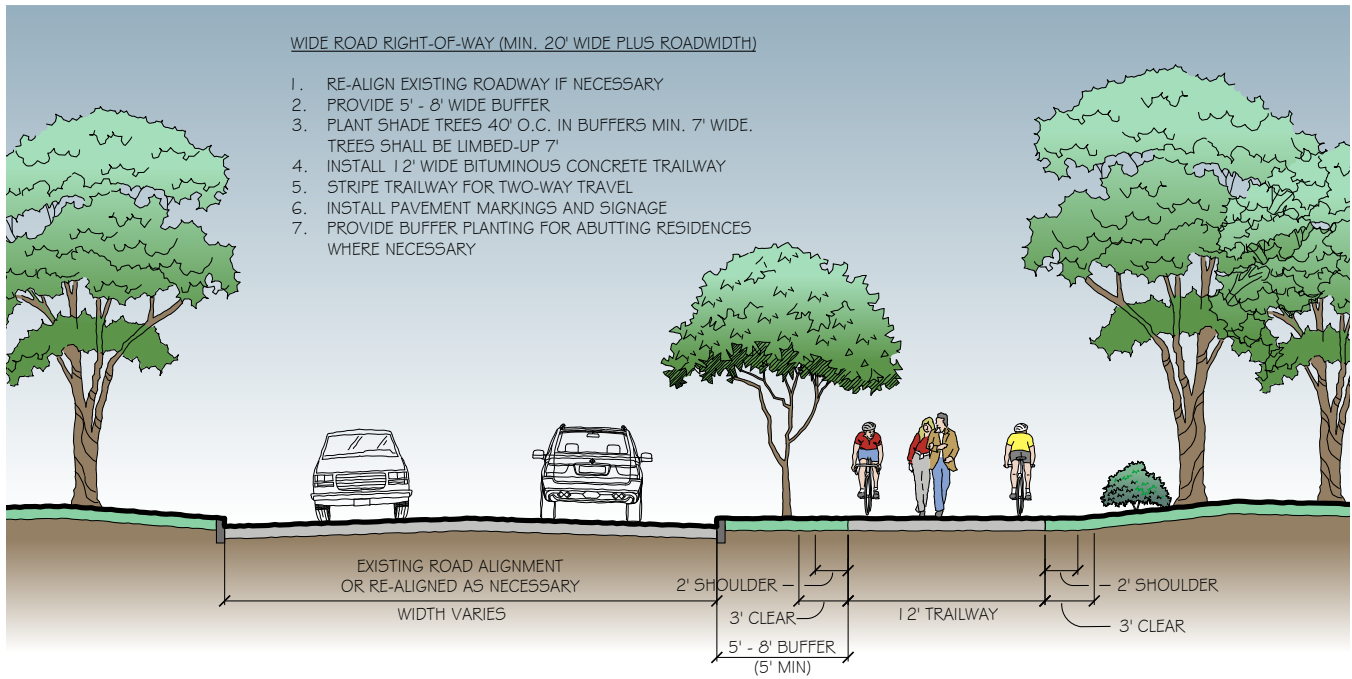 WIDE ROAD RIGHT-OF-WAY (MIN. 20' WIDE PLUS ROADWIDTH)
1. RE-ALIGN EXISTING ROADWAY IF NECESSARY
2. PROVIDE 5' - 8' WIDE BUFFER
3. PLANT SHADE TREES 40' O.C. IN BUFFERS MIN. 7' WIDE.
TREES SHALL BE LIMBED-UP 7'
4. INSTALL 12' WIDE BITUMINOUS CONCRETE TRAILWAY
5. STRIPE TRAILWAY FOR TWO-WAY TRAVEL
6. INSTALL PAVEMENT MARKINGS AND SIGNAGE
7. PROVIDE BUFFER PLANTING FOR ABUTTING RESIDENCES
WHERE NECESSARY
EXISTING ROAD ALIGNMENT
OR RE-ALIGNED AS NECESSARY
WIDTH VARIES
2' SHOULDER
3' CLEAR
5' - 8' BUFFER
(5' MIN)
12' TRAILWAY
2' SHOULDER
3' CLEAR